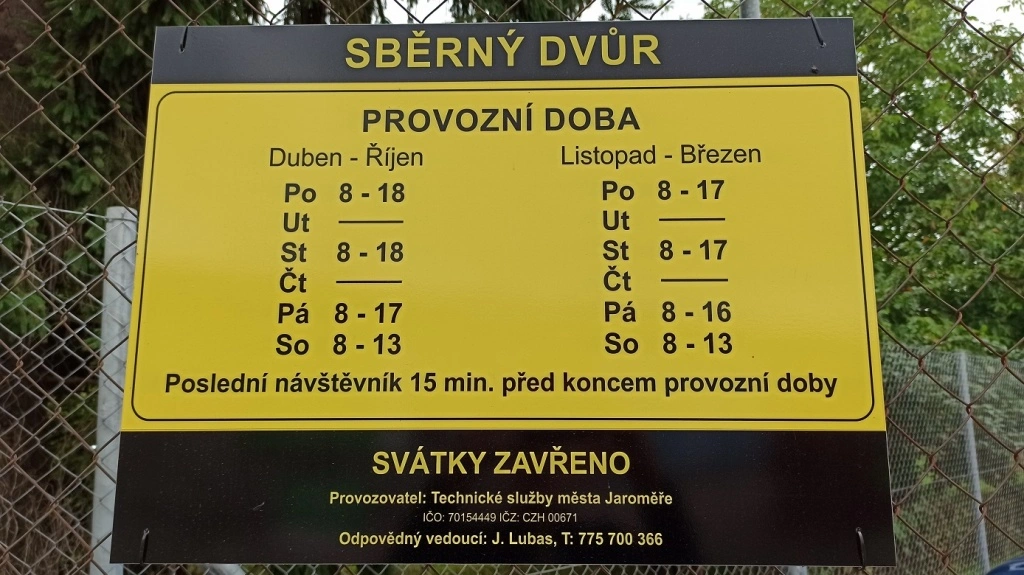 SBĚRNÝ DVŮR
PROVOZNÍ DOBA
Duben - Říjen
Po 8 - 18
Ut ———
St 8 - 18
Čt ———
Pá 8 - 17
So 8 - 13
Listopad - Březen
Po 8 - 17
Ut ———
St 8 - 17
Čt ———
Pá 8 - 16
So 8 - 13
Poslední návštěvník 15 min. před koncem provozní doby
SVÁTKY ZAVŘENO
Provozovatel: Technické služby města Jaroměře
IČO: 70154449 IČZ: CZH 00671
Odpovědný vedoucí: J. Lubas, T: 775 700 366